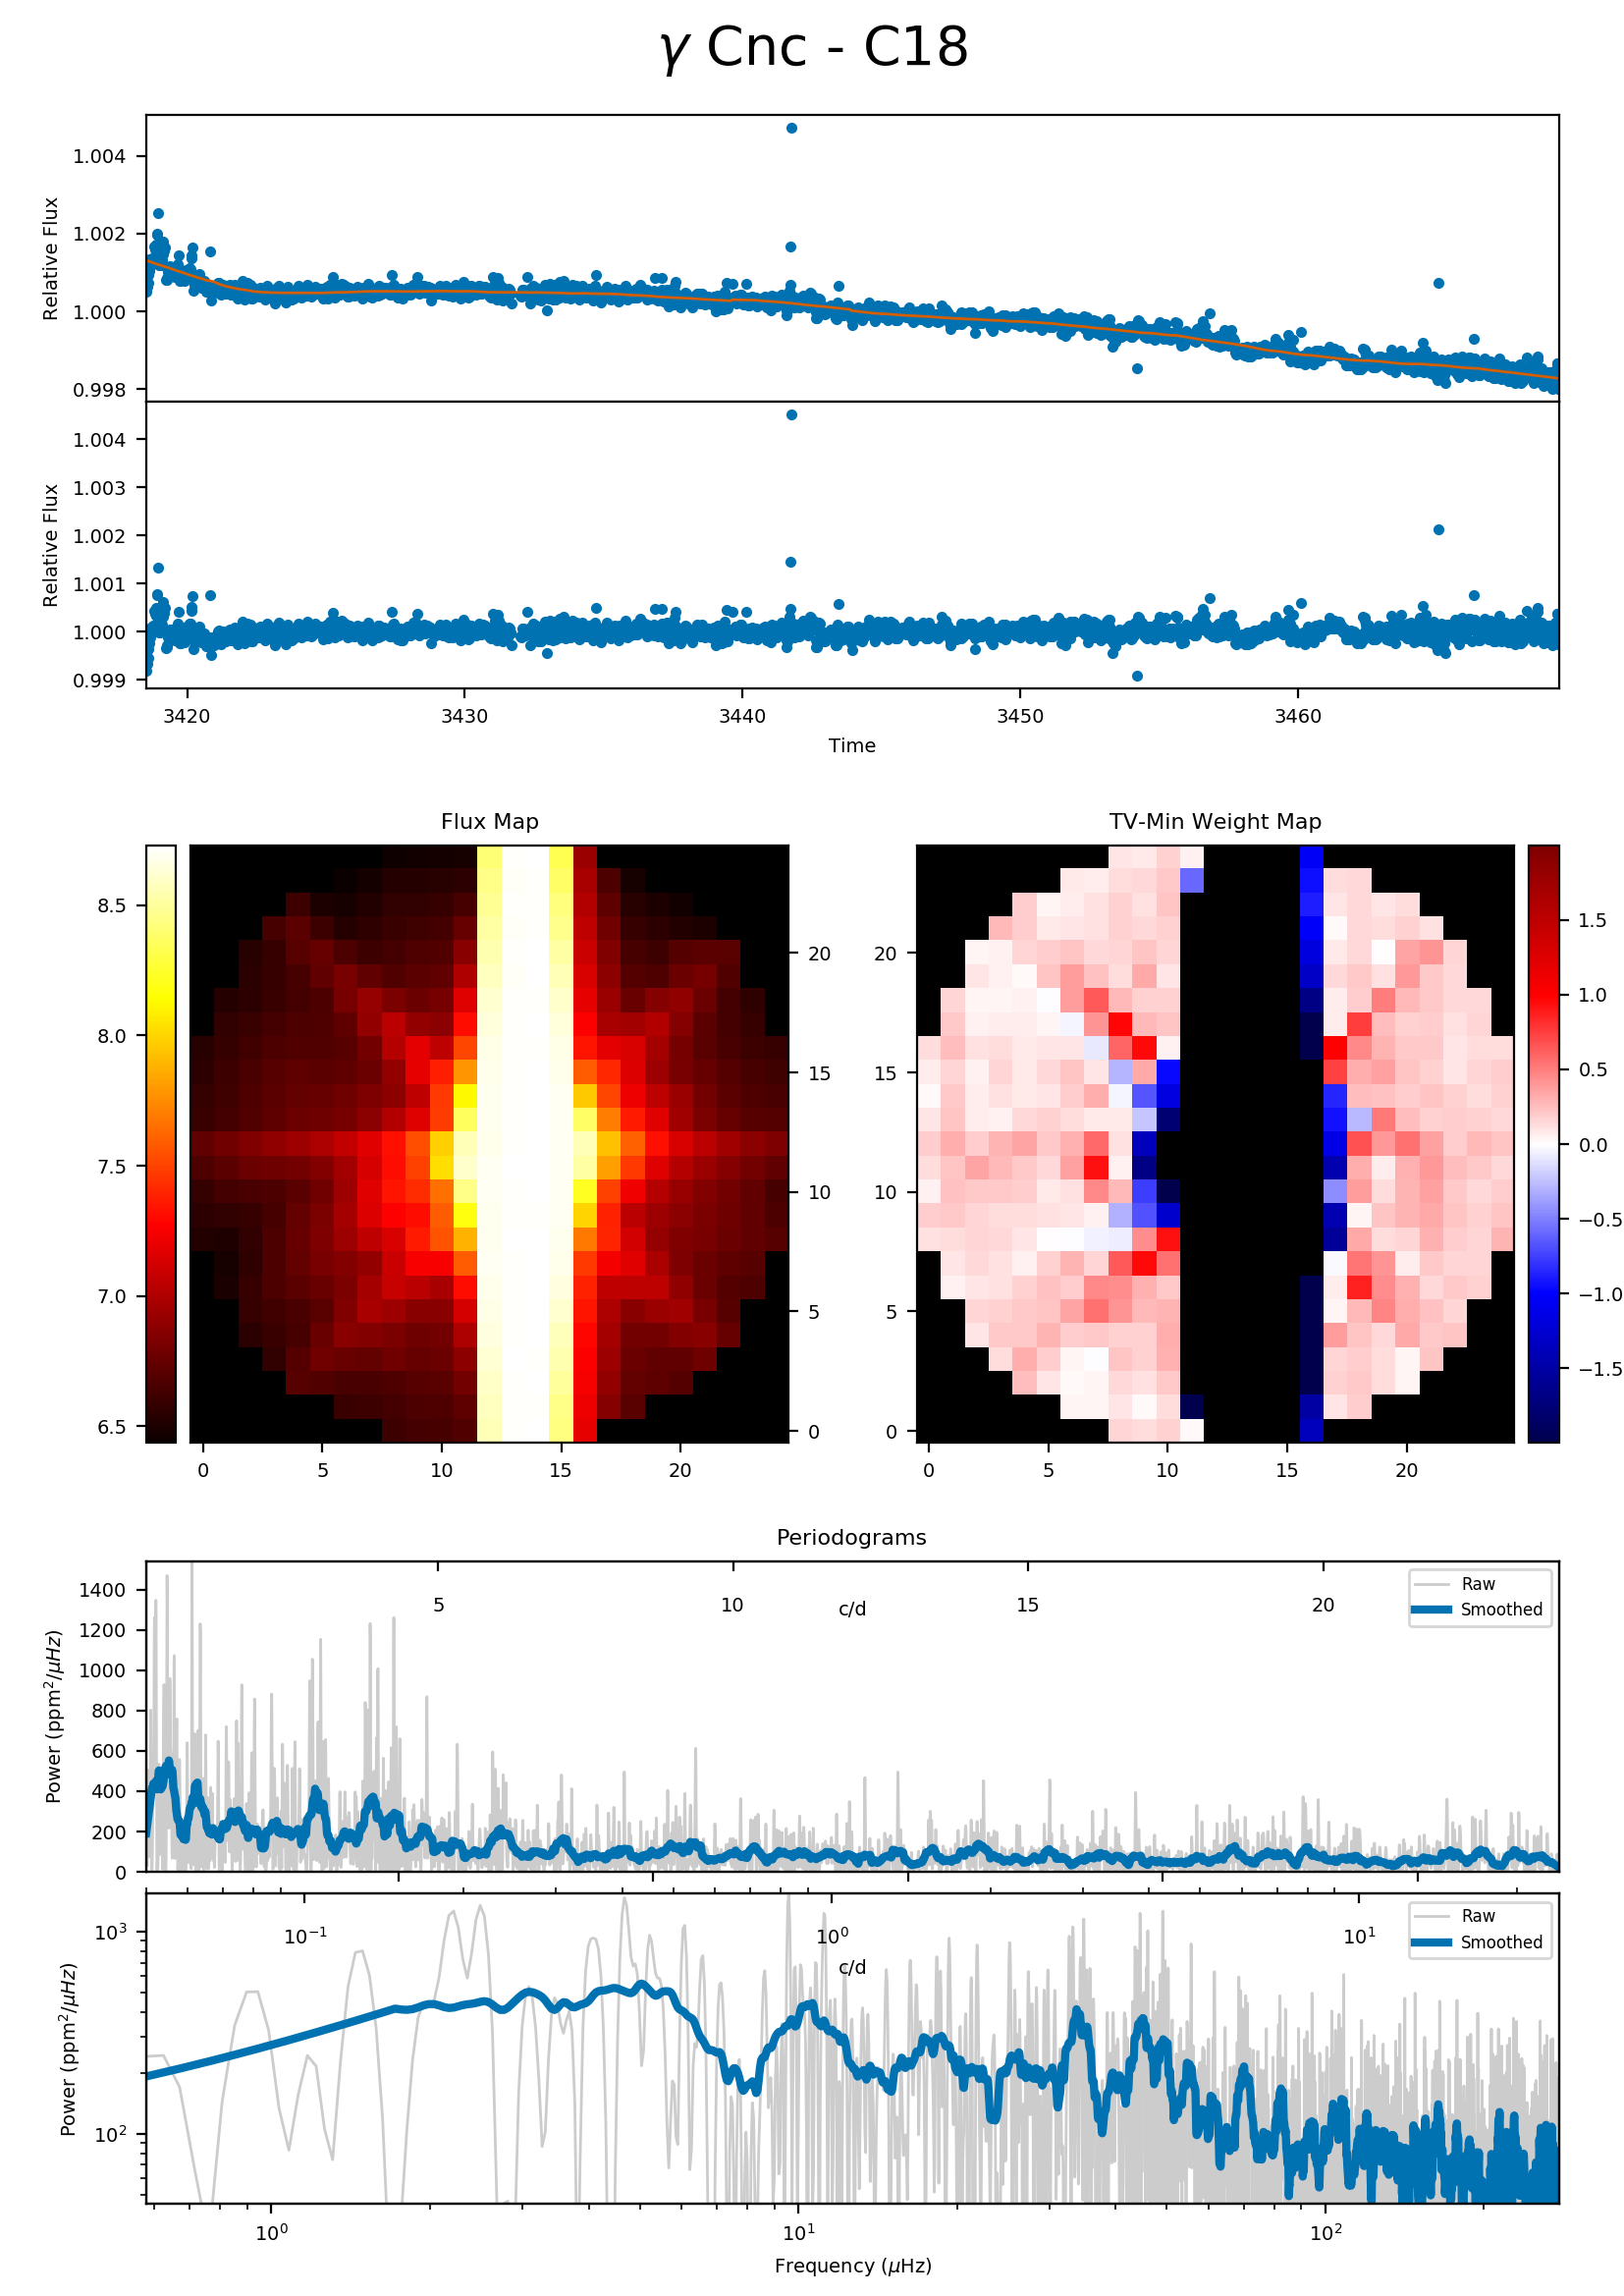 γ Cnc - C18
1.004
1.002
1.000
0.998
Relative Flux
1.004
1.003
1.002
1.001
1.000
0.999
Relative Flux
3420 3430 3440 3450 3460
Time
Flux Map
8.5
8.0
7.5
7.0
6.5
20
15
10
5
0
0 5 10 15 20
TV-Min Weight Map
20
15
10
5
0
0 5 10 15 20
1.5
1.0
0.5
0.0
−0.5
−1.0
−1.5
Periodograms
1400
1200
1000
800
600
400
200
0
Power (ppm²/μHz)
5 10 15 20
c/d
Raw
Smoothed
10³
10²
Power (ppm²/μHz)
10⁻¹ 10⁰ 10¹
c/d
Raw
Smoothed
10⁰ 10¹ 10²
Frequency (μHz)